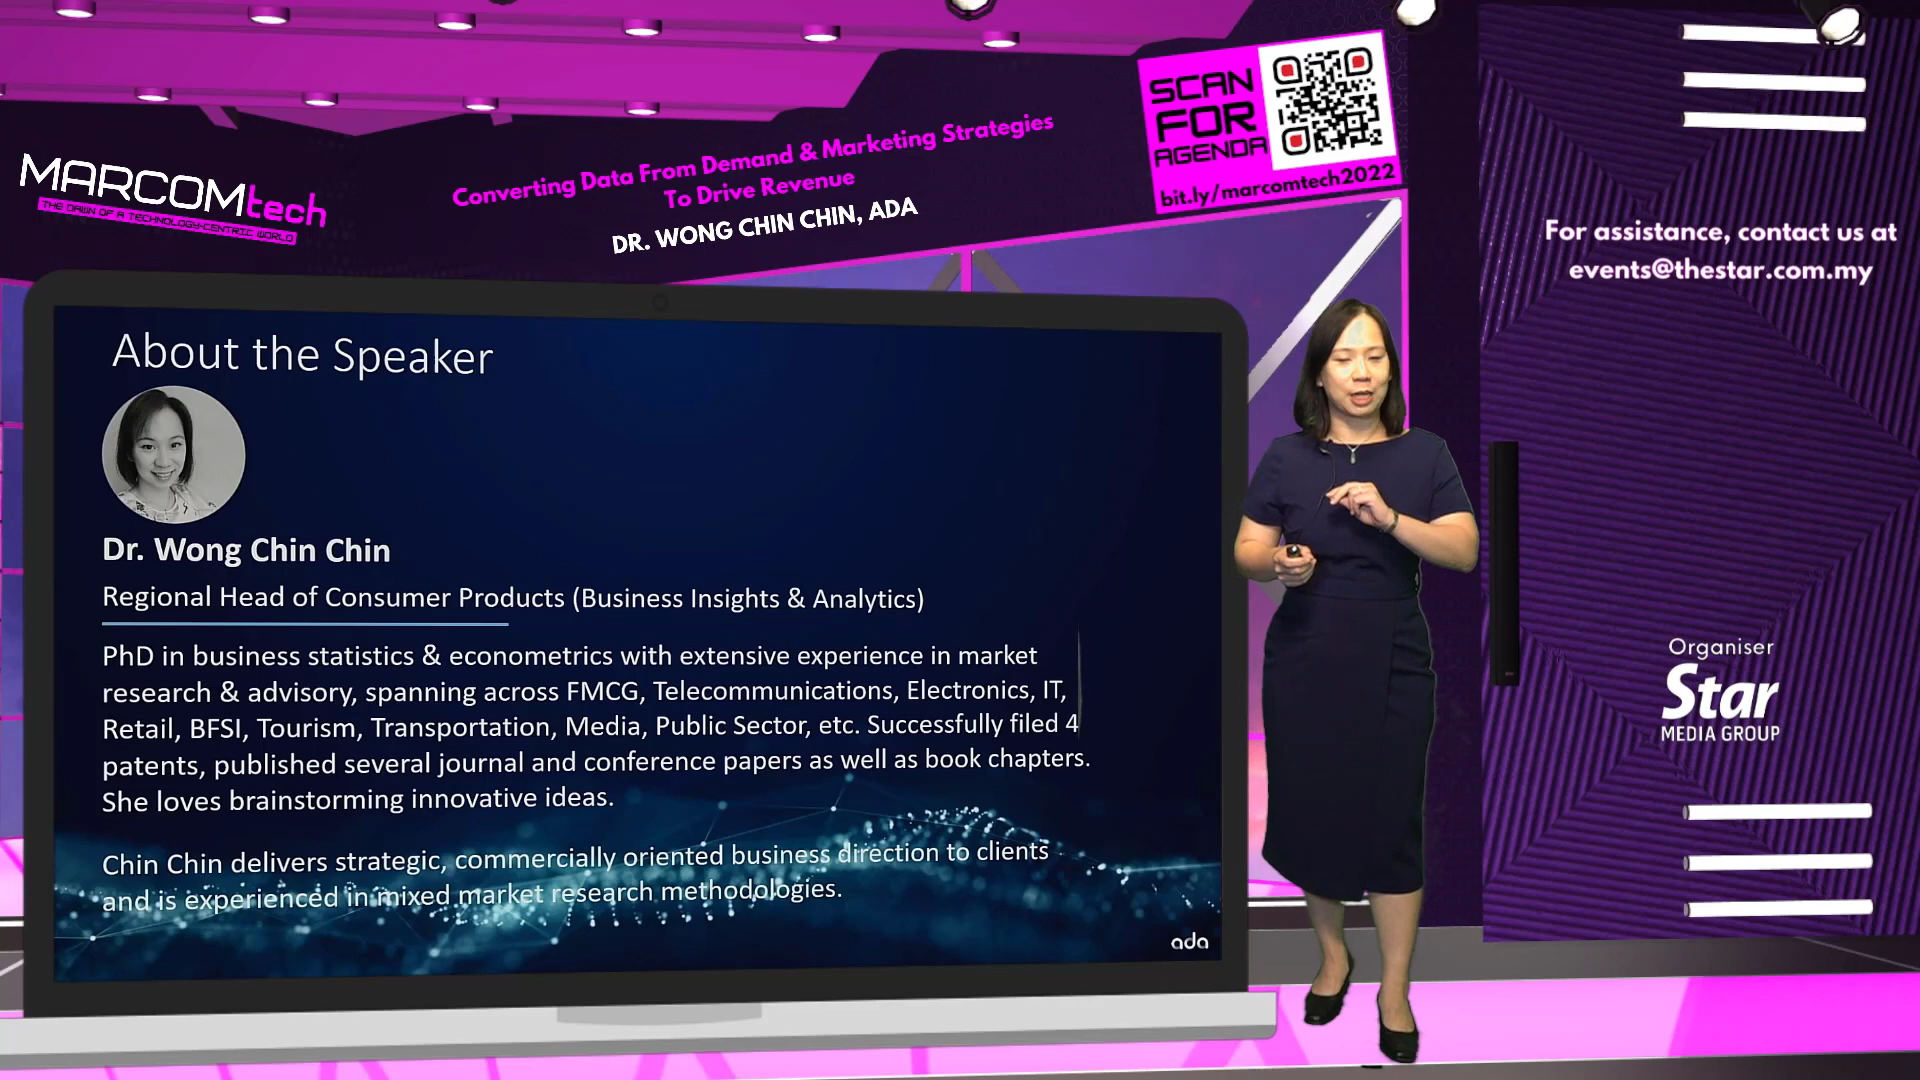 MARCOMtech
THE DAWN OF A TECHNOLOGY-CENTRIC WORLD
Converting Data From Demand & Marketing Strategies
To Drive Revenue
DR. WONG CHIN CHIN, ADA
SCAN
FOR
AGENDA
bit.ly/marcomtech2022
For assistance, contact us at
events@thestar.com.my
About the Speaker
Dr. Wong Chin Chin
Regional Head of Consumer Products (Business Insights & Analytics)
PhD in business statistics & econometrics with extensive experience in market
research & advisory, spanning across FMCG, Telecommunications, Electronics, IT,
Retail, BFSI, Tourism, Transportation, Media, Public Sector, etc. Successfully filed 4
patents, published several journal and conference papers as well as book chapters.
She loves brainstorming innovative ideas.
Chin Chin delivers strategic, commercially oriented business direction to clients
and is experienced in mixed market research methodologies.
ada
Organiser
Star
MEDIA GROUP